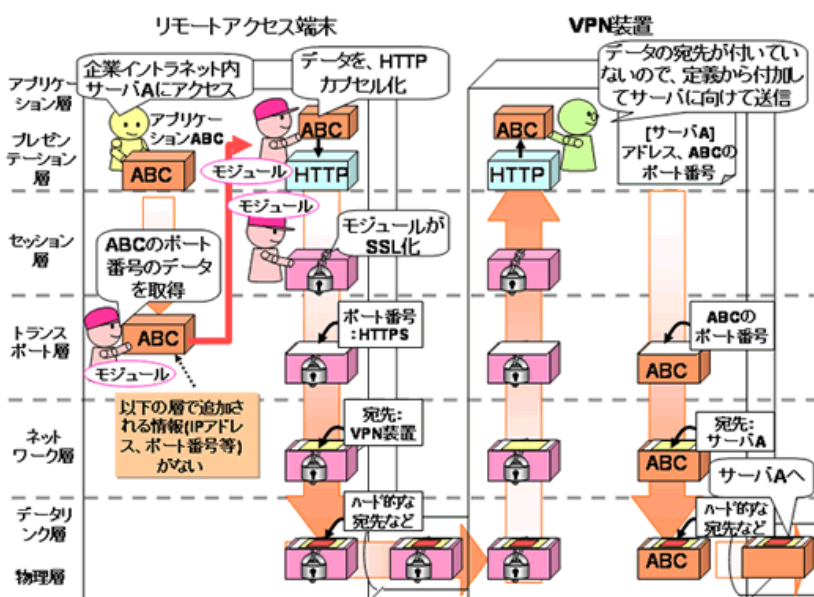 リモートアクセス端末
VPN装置
アプリケー
ション層
プレゼン
テーション
層
セッション
層
トランス
ポート層
ネット
ワーク層
データリ
ンク層
物理層
企業イントラネット内
サーバAにアクセス
アプリケー
ションABC
ABC
ABCのポート
番号のデータ
を取得
ABC
モジュール
以下の層で追加され
る情報(IPアドレ
ス、ポート番号等)
がない
データを、HTTP
カプセル化
ABC
モジュール
HTTP
モジュール
モジュールが
SSL化
ポート番号
:HTTPS
宛先:
VPN装置
ハード的な
宛先など
データの宛先が付いてい
ないので、定義から付加し
てサーバに向けて送信
ABC
HTTP
[サーバA]
アドレス、ABCの
ポート番号
ABCの
ポート番号
ABC
宛先:
サーバA
ABC
サーバAへ
ハード的な
宛先など
ABC